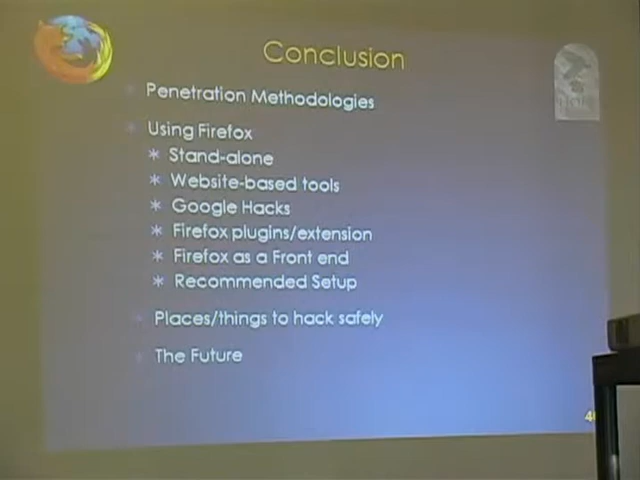 Conclusion
Penetration Methodologies
Using Firefox
* Stand-alone
* Website-based tools
* Google Hacks
* Firefox plugins/extension
* Firefox as a Front end
* Recommended Setup
Places/things to hack safely
The Future